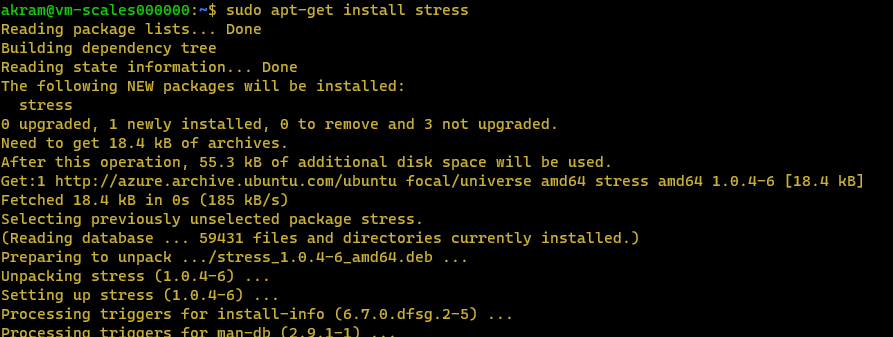 akram@vm-scales000000:~$ sudo apt-get install stress
Reading package lists... Done
Building dependency tree
Reading state information... Done
The following NEW packages will be installed:
  stress
0 upgraded, 1 newly installed, 0 to remove and 3 not upgraded.
Need to get 18.4 kB of archives.
After this operation, 55.3 kB of additional disk space will be used.
Get:1 http://azure.archive.ubuntu.com/ubuntu focal/universe amd64 stress amd64 1.0.4-6 [18.4 kB]
Fetched 18.4 kB in 0s (185 kB/s)
Selecting previously unselected package stress.
(Reading database ... 59431 files and directories currently installed.)
Preparing to unpack .../stress_1.0.4-6_amd64.deb ...
Unpacking stress (1.0.4-6) ...
Setting up stress (1.0.4-6) ...
Processing triggers for install-info (6.7.0.dfsg.2-5) ...
Processing triggers for man-db (2.9.1-1) ...